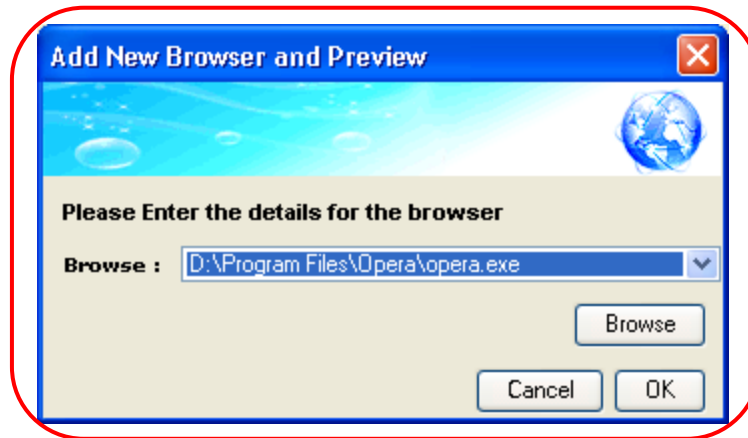 Add New Browser and Preview
Please Enter the details for the browser
Browse : D:\Program Files\Opera\opera.exe
Browse
Cancel OK